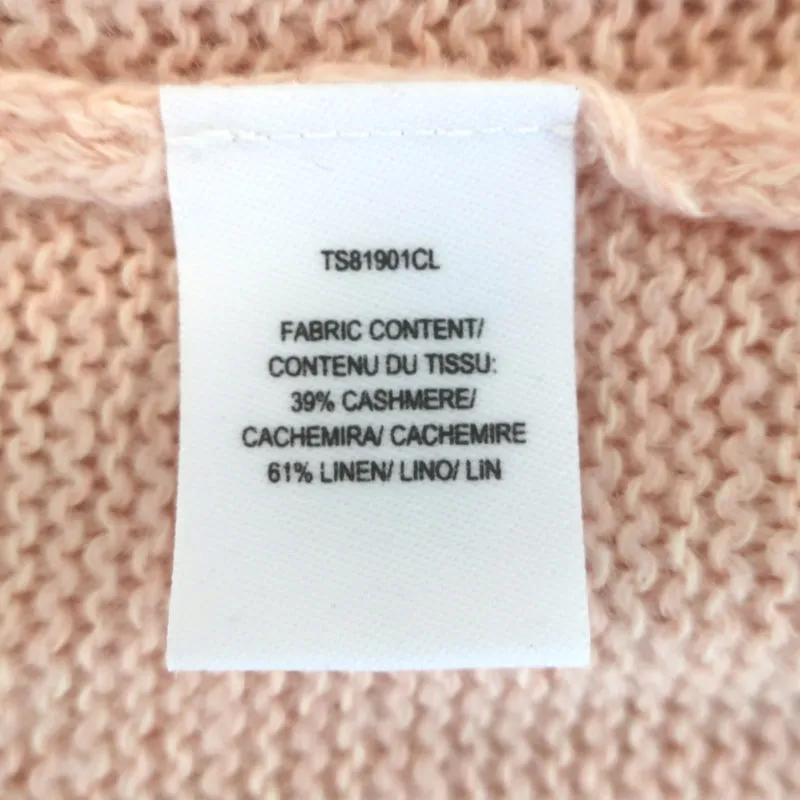 TS81901CL
FABRIC CONTENT/
CONTENU DU TISSU:
39% CASHMERE/
CACHEMIRA/ CACHEMIRE
61% LINEN/ LINO/ LIN